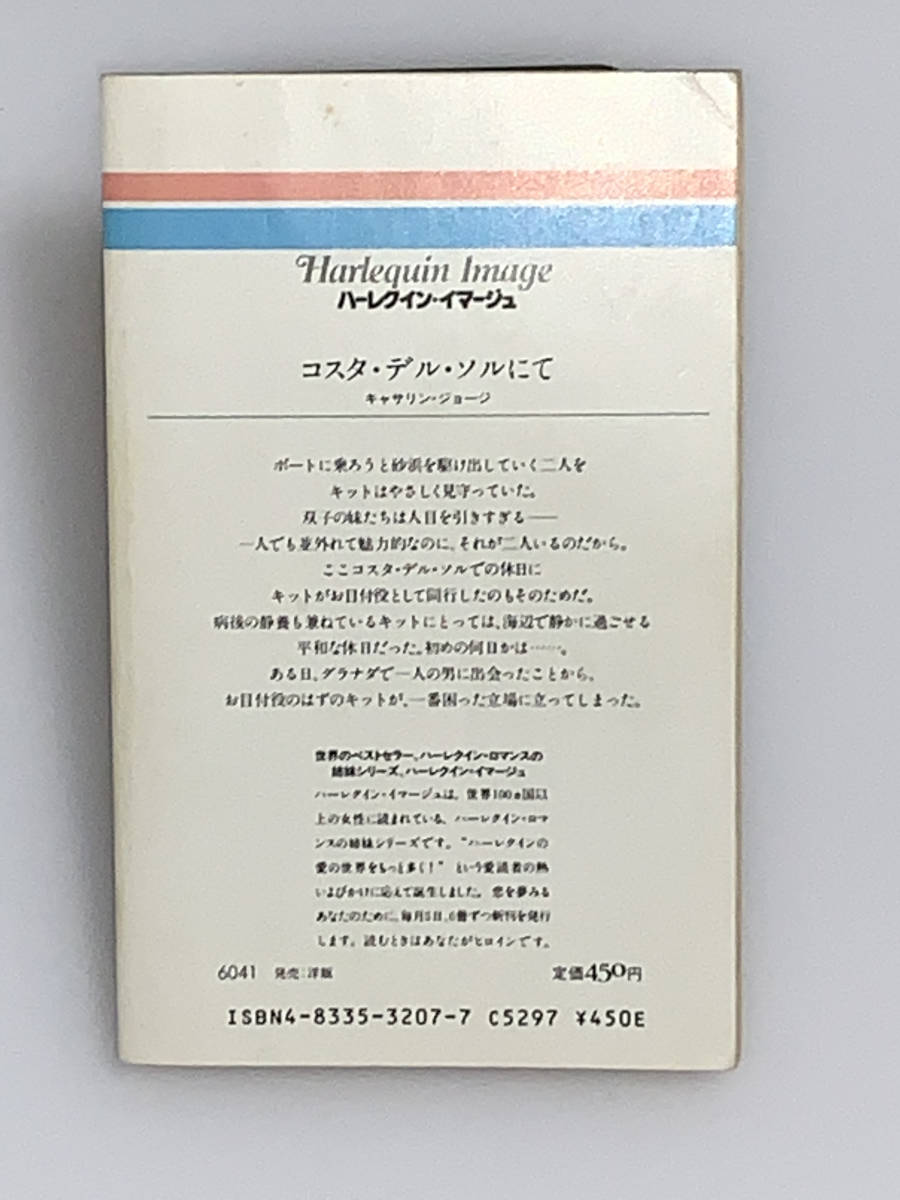 Harlequin Image
ハーレクイン・イマージュ
コスタ・デル・ソルにて
キャサリン・ジョージ
ボートに乗ろうと砂浜を駆け出していく二人を
キットはやさしく見守っていた。
双子の妹たちは人目を引きすぎる——
一人でも並外れて魅力的なのに、それが二人いるのだから。
ここコスタ・デル・ソルでの休日に
キットがお目付役として同行したのもそのためだ。
病後の静養も兼ねているキットにとっては、海辺で静かに過ごせる
平和な休日だった。初めの何日かは……。
ある日、グラナダで一人の男に出会ったことから。
お目付役のはずのキットが、一番困った立場に立ってしまった。
世界のベストセラー、ハーレクイン・ロマンスの
姉妹シリーズ、ハーレクイン・イマージュ
ハーレクイン・イマージュは、世界100ヵ国以
上の女性に読まれている、ハーレクイン・ロマ
ンスの姉妹シリーズです。"ハーレクインの
愛の世界をもっと多く!" という愛読者の熱
いよびかけに応えて誕生しました。恋を夢みる
あなたのために、毎月5日、6冊ずつ新刊を発行
します。読むときはあなたがヒロインです。
6041 発売:洋販 定価450円
ISBN4-8335-3207-7 C5297 ¥450E